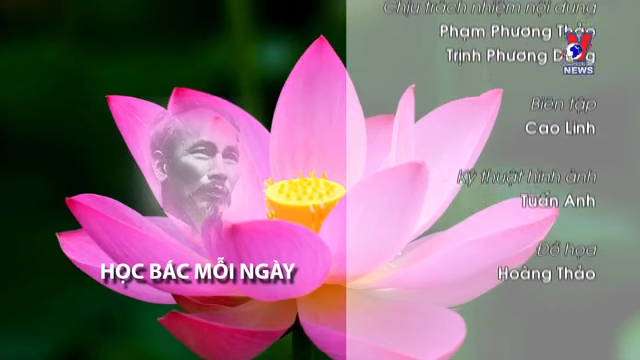 Chịu trách nhiệm nội dung
Phạm Phương Thảo
Trịnh Phương
NEWS
Biên tập
Cao Linh
Kỹ thuật hình ảnh
Tuấn Anh
Đồ họa
Hoàng Thảo
HỌC BÁC MỖI NGÀY